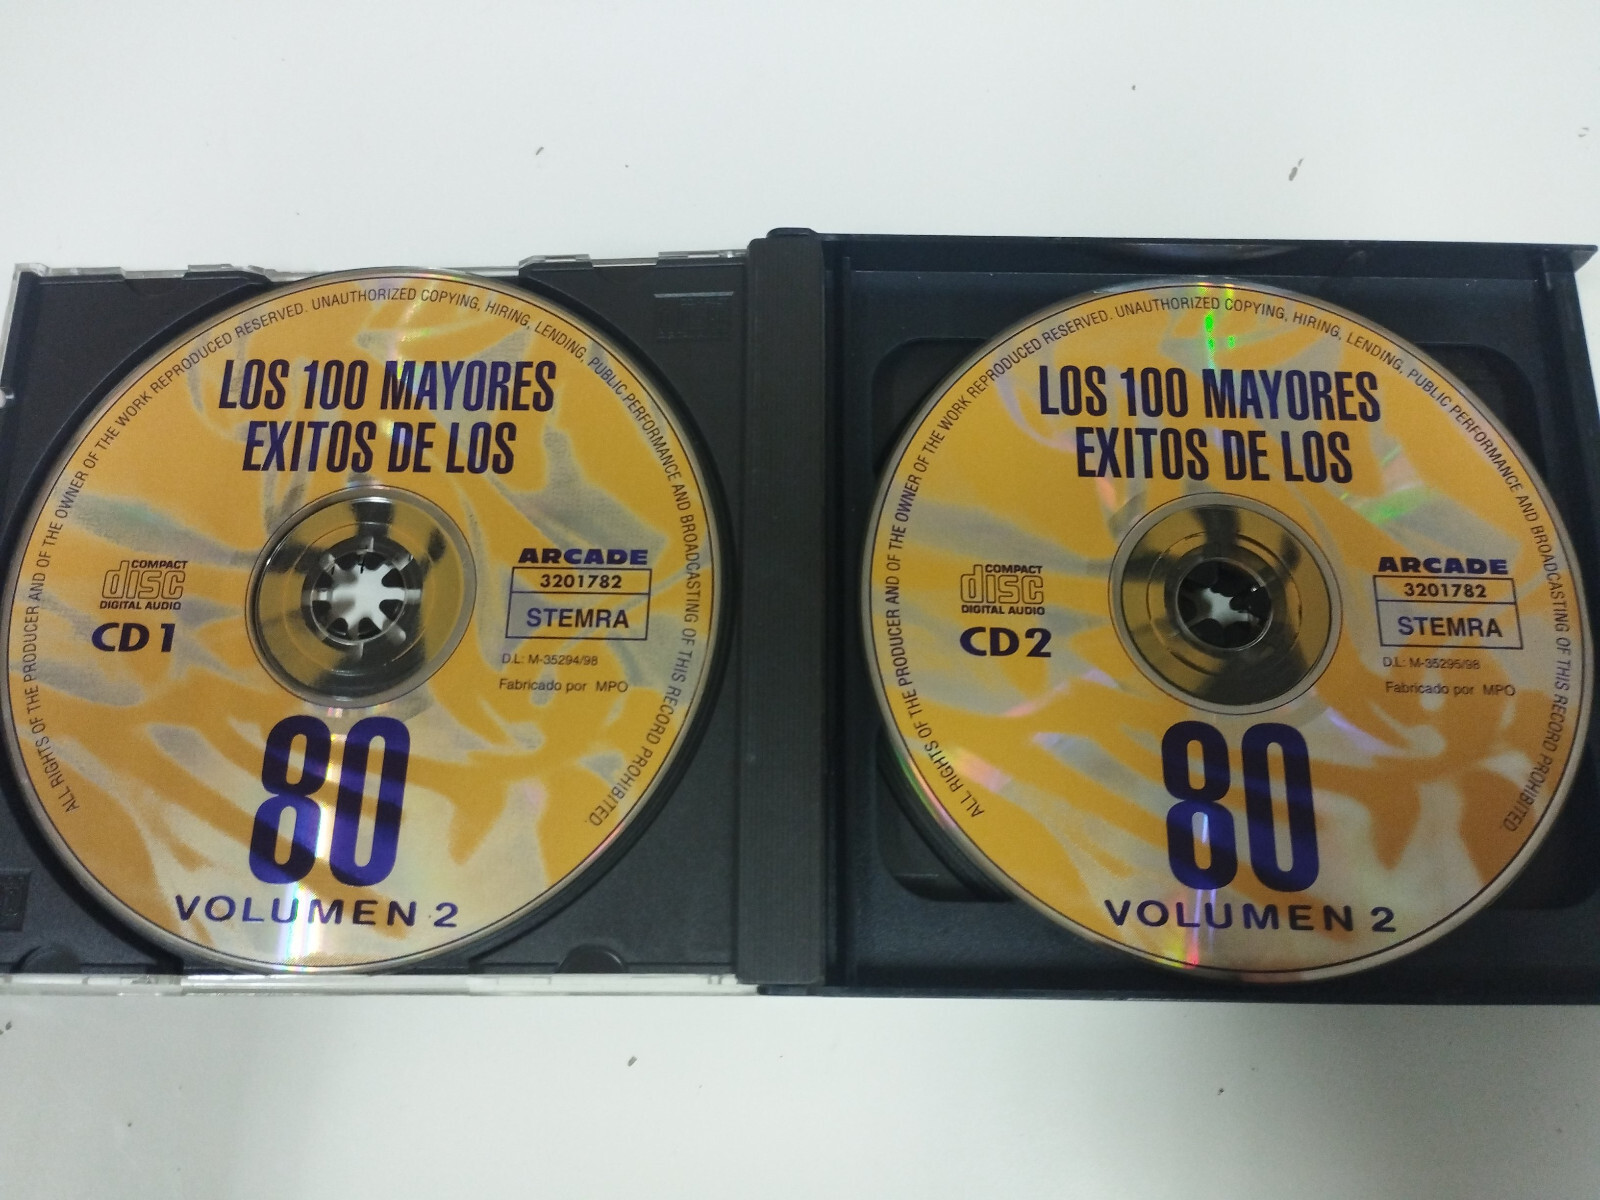 ALL RIGHTS OF THE PRODUCER AND OF THE OWNER OF THE WORK REPRODUCED RESERVED. UNAUTHORIZED COPYING, HIRING, LENDING, PUBLIC PERFORMANCE AND BROADCASTING OF THIS RECORD PROHIBITED.
LOS 100 MAYORES
EXITOS DE LOS
COMPACT
disc
DIGITAL AUDIO
CD 1
ARCADE
3201782
STEMRA
D.L: M-35294/98
Fabricado por MPO
80
VOLUMEN 2
ALL RIGHTS OF THE PRODUCER AND OF THE OWNER OF THE WORK REPRODUCED RESERVED. UNAUTHORIZED COPYING, HIRING, LENDING, PUBLIC PERFORMANCE AND BROADCASTING OF THIS RECORD PROHIBITED.
LOS 100 MAYORES
EXITOS DE LOS
COMPACT
disc
DIGITAL AUDIO
CD 2
ARCADE
3201782
STEMRA
D.L: M-35295/98
Fabricado por MPO
80
VOLUMEN 2